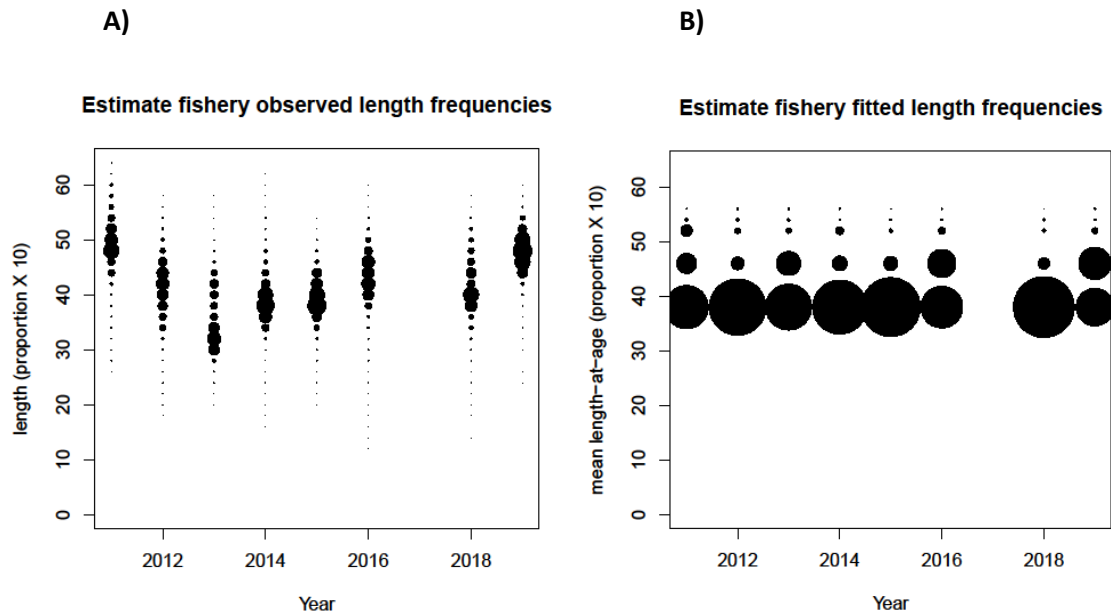 A)
B)
Estimate fishery observed length frequencies
Estimate fishery fitted length frequencies
length (proportion X 10)
60
50
40
30
20
10
0
2012 2014 2016 2018
Year
mean length−at−age (proportion X 10)
60
50
40
30
20
10
0
2012 2014 2016 2018
Year